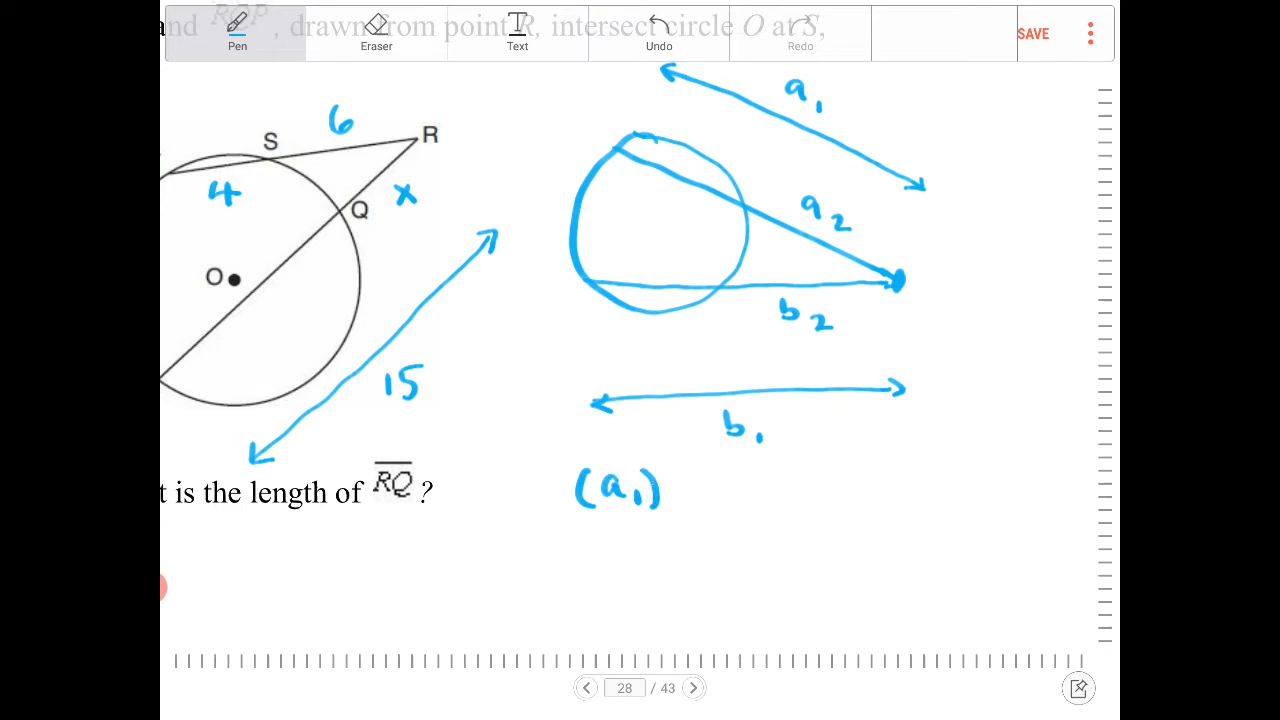 and RQP, drawn from point R, intersect circle O at S,
Pen
Eraser
Text
Undo
Redo
SAVE
a1
6
S
R
4
x
Q
a2
O
b2
15
b1
(a1)
t is the length of RQ ?
28 / 43